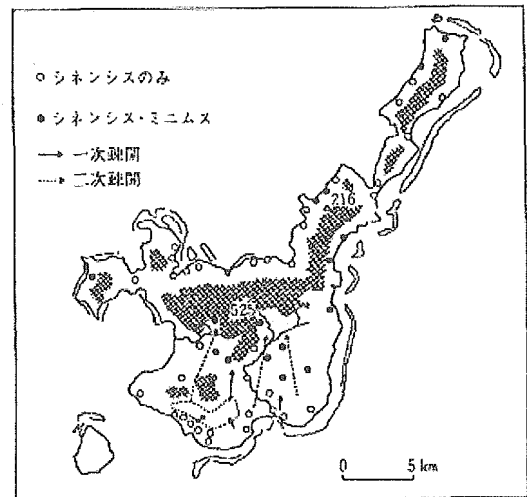 ○ シネンシスのみ
● シネンシス・ミニムス
→ 一次疎開
⇢ 二次疎開
216
525
0 5 km